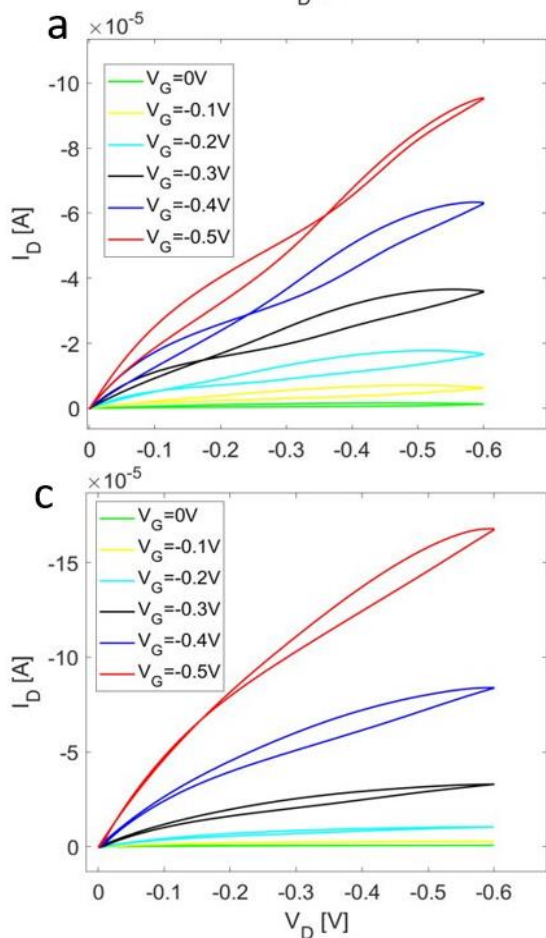 D
a
×10⁻⁵
-10
-8
-6
-4
-2
0
I_D [A]
V_G=0V
V_G=-0.1V
V_G=-0.2V
V_G=-0.3V
V_G=-0.4V
V_G=-0.5V
0 -0.1 -0.2 -0.3 -0.4 -0.5 -0.6
c
×10⁻⁵
-15
-10
-5
0
I_D [A]
V_G=0V
V_G=-0.1V
V_G=-0.2V
V_G=-0.3V
V_G=-0.4V
V_G=-0.5V
0 -0.1 -0.2 -0.3 -0.4 -0.5 -0.6
V_D [V]